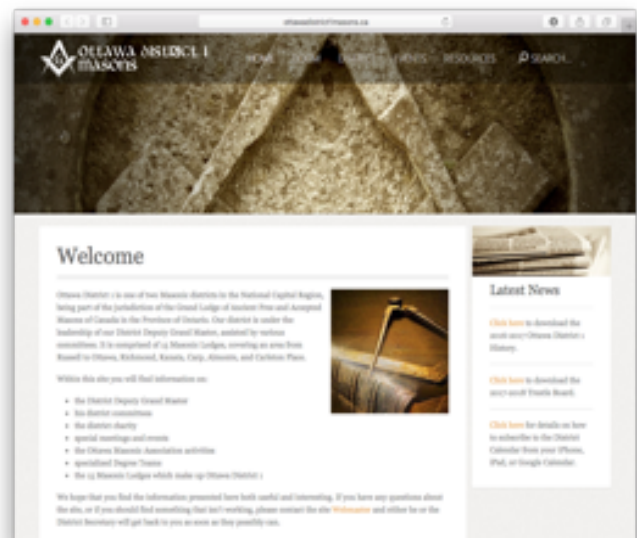 ottawadistrict1masons.ca
OTTAWA DISTRICT 1
MASONS
HOME
EVENTS
RESOURCES
SEARCH...
Welcome
Ottawa District 1 is one of two Masonic districts in the National Capital Region,
being part of the jurisdiction of the Grand Lodge of Ancient Free and Accepted
Masons of Canada in the Province of Ontario. Our district is under the
leadership of our District Deputy Grand Master, assisted by various
committees. It is comprised of 12 Masonic Lodges, covering an area from
Russell to Ottawa, Richmond, Kanata, Carp, Almonte, and Carleton Place.
Within this site you will find information on:
• the District Deputy Grand Master
• his district committees
• the district charity
• special meetings and events
• the Ottawa Masonic Association activities
• specialized Degree Teams
• the 12 Masonic Lodges which make up Ottawa District 1
We hope that you find the information presented here both useful and interesting. If you have any questions about
the site, or if you should find something that isn't working, please contact the site Webmaster and either he or the
District Secretary will get back to you as soon as they possibly can.
Latest News
Click here to download the
2016-2017 Ottawa District 1
History.
Click here to download the
2017-2018 Trestle Board.
Click here for details on how
to subscribe to the District
Calendar from your iPhone,
iPad, or Google Calendar.